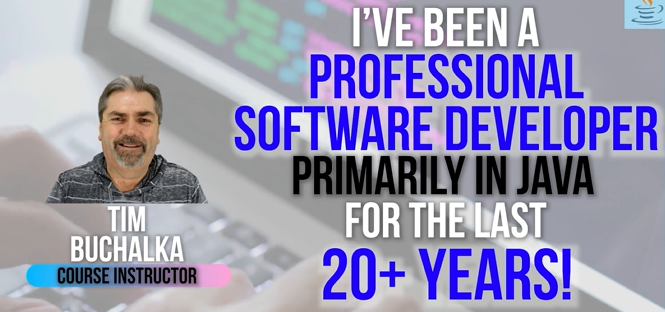 I'VE BEEN A
PROFESSIONAL
SOFTWARE DEVELOPER
PRIMARILY IN JAVA
FOR THE LAST
20+ YEARS!
TIM
BUCHALKA
COURSE INSTRUCTOR